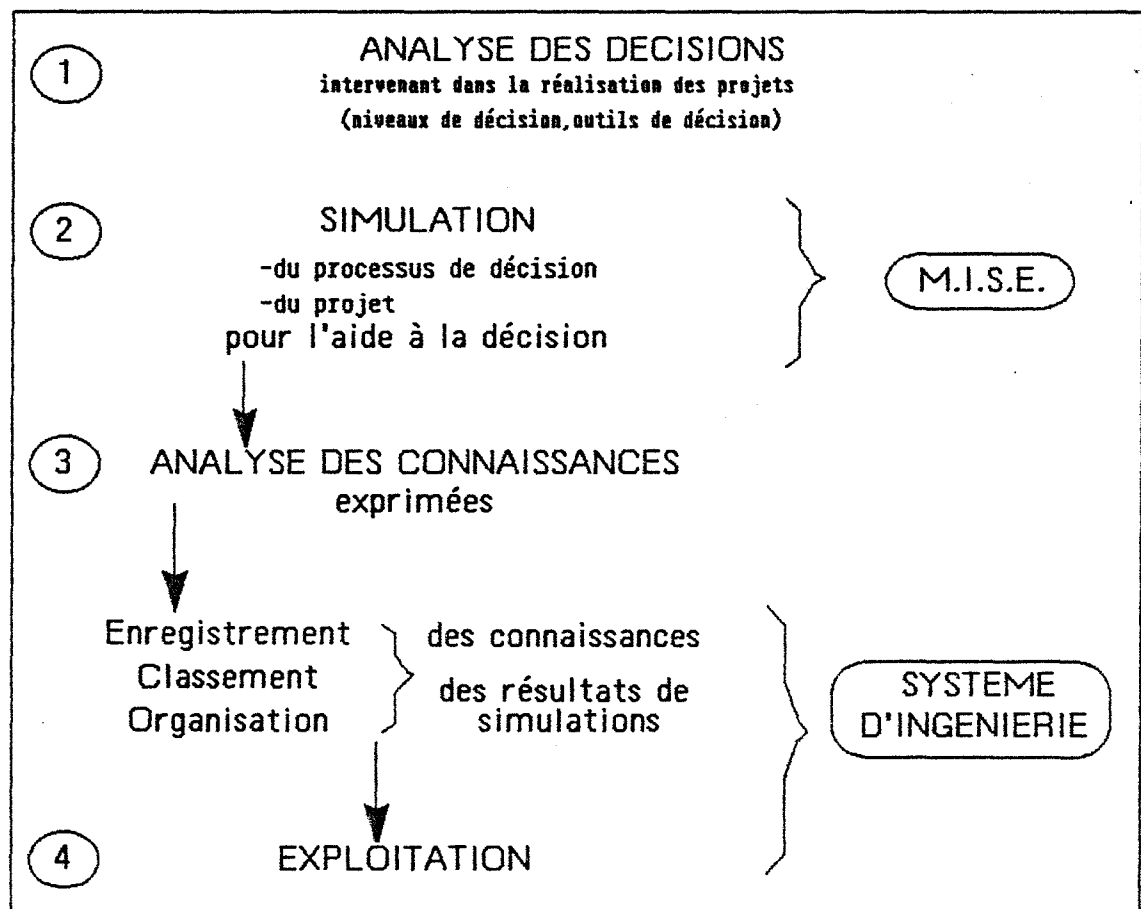 1
ANALYSE DES DECISIONS
intervenant dans la réalisation des projets
(niveaux de décision,outils de décision)
2
SIMULATION
-du processus de décision
-du projet
pour l'aide à la décision
M.I.S.E.
3
ANALYSE DES CONNAISSANCES
exprimées
Enregistrement
Classement
Organisation
des connaissances
des résultats de
simulations
SYSTEME
D'INGENIERIE
4
EXPLOITATION